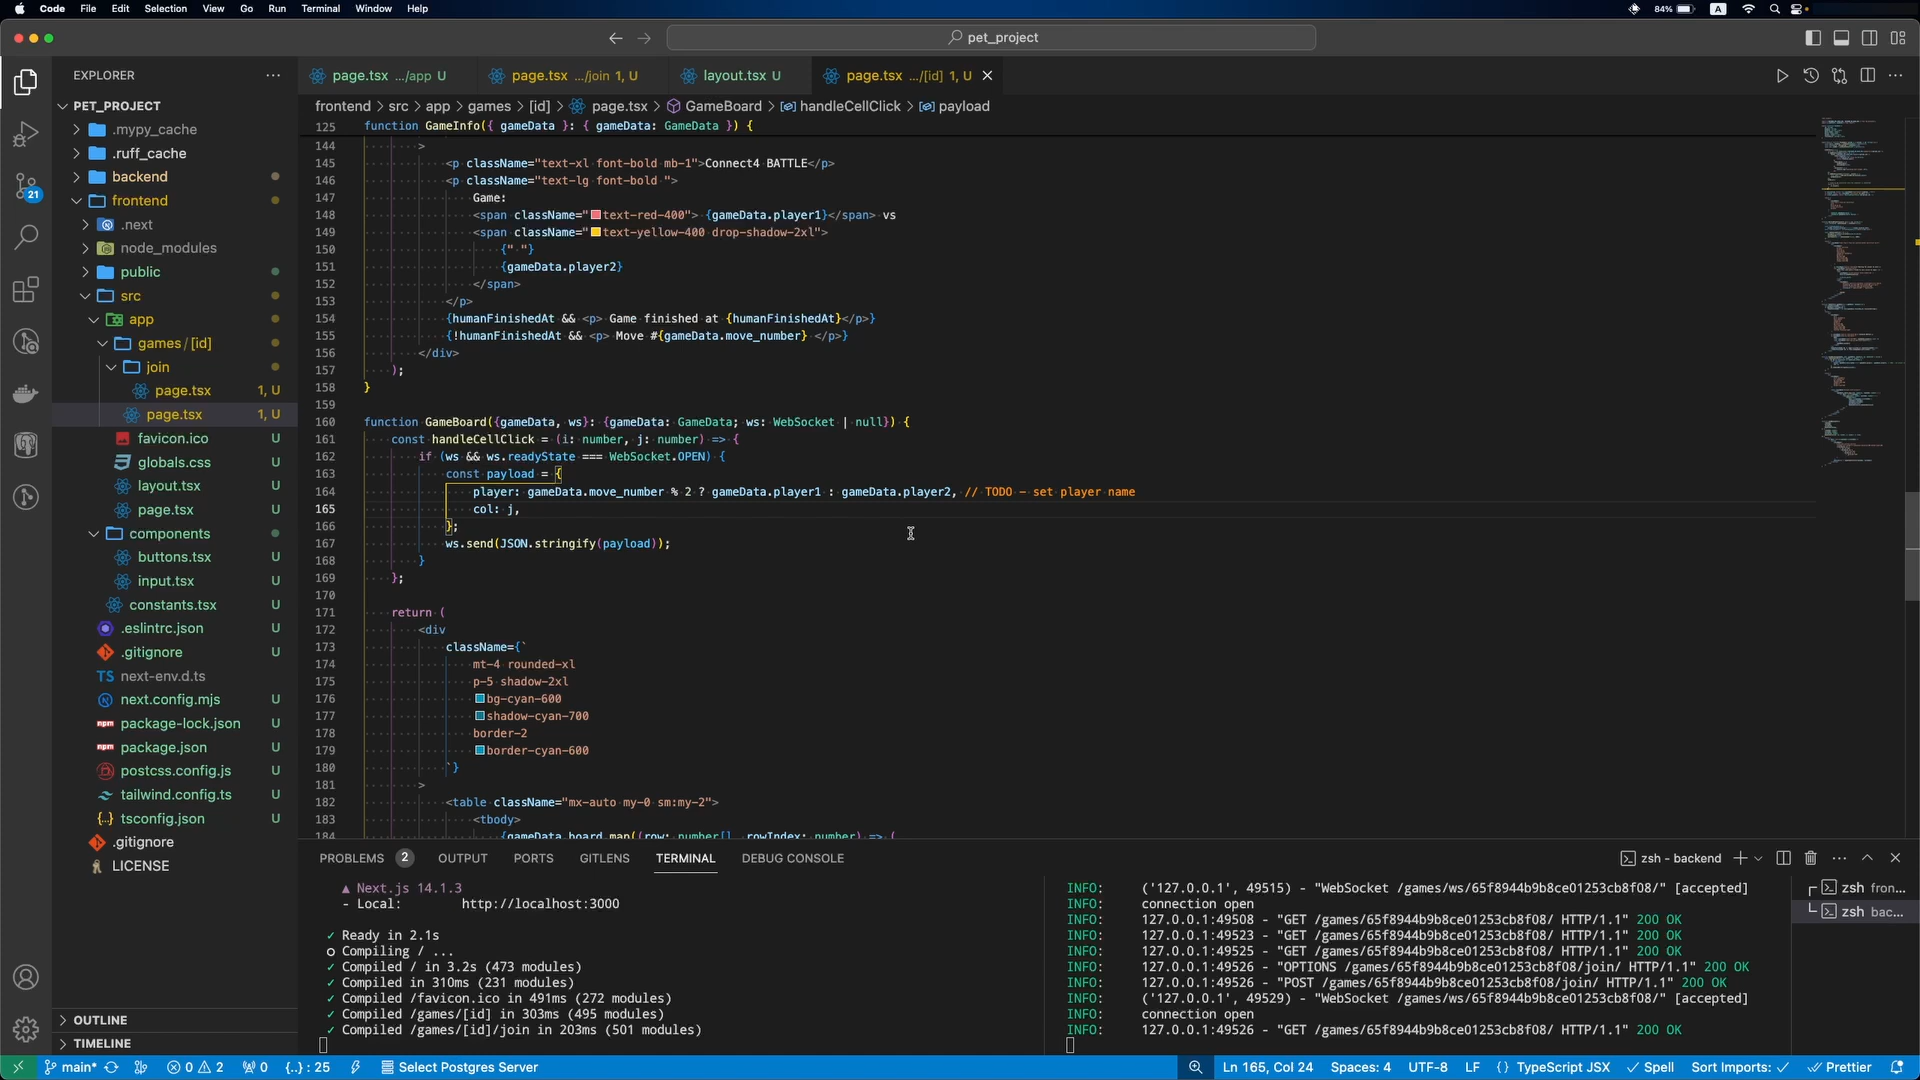 Code File Edit Selection View Go Run Terminal Window Help
84% A
pet_project
EXPLORER
page.tsx .../app U
page.tsx .../join 1, U
layout.tsx U
page.tsx .../[id] 1, U
frontend > src > app > games > [id] > page.tsx > GameBoard > handleCellClick > payload
PET_PROJECT
.mypy_cache
.ruff_cache
backend
21
frontend
.next
node_modules
public
src
app
games / [id]
join
page.tsx 1, U
page.tsx 1, U
favicon.ico U
globals.css U
layout.tsx U
page.tsx U
components
buttons.tsx U
input.tsx U
constants.tsx U
.eslintrc.json U
.gitignore U
TS next-env.d.ts
next.config.mjs U
package-lock.json U
package.json U
postcss.config.js U
tailwind.config.ts U
{..} tsconfig.json U
.gitignore
LICENSE
OUTLINE
TIMELINE
125 function GameInfo({ gameData }: { gameData: GameData }) {
144 >
145 <p className="text-xl font-bold mb-1">Connect4 BATTLE</p>
146 <p className="text-lg font-bold ">
147 Game:
148 <span className="text-red-400"> {gameData.player1}</span> vs
149 <span className="text-yellow-400 drop-shadow-2xl">
150 {" "}
151 {gameData.player2}
152 </span>
153 </p>
154 {humanFinishedAt && <p> Game finished at {humanFinishedAt}</p>}
155 {!humanFinishedAt && <p> Move #{gameData.move_number} </p>}
156 </div>
157 );
158 }
159
160 function GameBoard({gameData, ws}: {gameData: GameData; ws: WebSocket | null}) {
161 const handleCellClick = (i: number, j: number) => {
162 if (ws && ws.readyState === WebSocket.OPEN) {
163 const payload = {
164 player: gameData.move_number % 2 ? gameData.player1 : gameData.player2, // TODO – set player name
165 col: j,
166 };
167 ws.send(JSON.stringify(payload));
168 }
169 };
170
171 return (
172 <div
173 className={`
174 mt-4 rounded-xl
175 p-5 shadow-2xl
176 bg-cyan-600
177 shadow-cyan-700
178 border-2
179 border-cyan-600
180 `}
181 >
182 <table className="mx-auto my-0 sm:my-2">
183 <tbody>
184 {gameData.board.map((row: number[], rowIndex: number) => (
PROBLEMS 2 OUTPUT PORTS GITLENS TERMINAL DEBUG CONSOLE
zsh - backend
▲ Next.js 14.1.3
- Local: http://localhost:3000
✓ Ready in 2.1s
○ Compiling / ...
✓ Compiled / in 3.2s (473 modules)
✓ Compiled in 310ms (231 modules)
✓ Compiled /favicon.ico in 491ms (272 modules)
✓ Compiled /games/[id] in 303ms (495 modules)
✓ Compiled /games/[id]/join in 203ms (501 modules)
INFO: ('127.0.0.1', 49515) - "WebSocket /games/ws/65f8944b9b8ce01253cb8f08/" [accepted]
INFO: connection open
INFO: 127.0.0.1:49508 - "GET /games/65f8944b9b8ce01253cb8f08/ HTTP/1.1" 200 OK
INFO: 127.0.0.1:49523 - "GET /games/65f8944b9b8ce01253cb8f08/ HTTP/1.1" 200 OK
INFO: 127.0.0.1:49525 - "GET /games/65f8944b9b8ce01253cb8f08/ HTTP/1.1" 200 OK
INFO: 127.0.0.1:49526 - "OPTIONS /games/65f8944b9b8ce01253cb8f08/join/ HTTP/1.1" 200 OK
INFO: 127.0.0.1:49526 - "POST /games/65f8944b9b8ce01253cb8f08/join/ HTTP/1.1" 200 OK
INFO: ('127.0.0.1', 49529) - "WebSocket /games/ws/65f8944b9b8ce01253cb8f08/" [accepted]
INFO: connection open
INFO: 127.0.0.1:49526 - "GET /games/65f8944b9b8ce01253cb8f08/ HTTP/1.1" 200 OK
zsh fron...
zsh bac...
main* 0 2 0 {..} : 25 Select Postgres Server
Ln 165, Col 24 Spaces: 4 UTF-8 LF {} TypeScript JSX ✓ Spell Sort Imports: ✓ Prettier